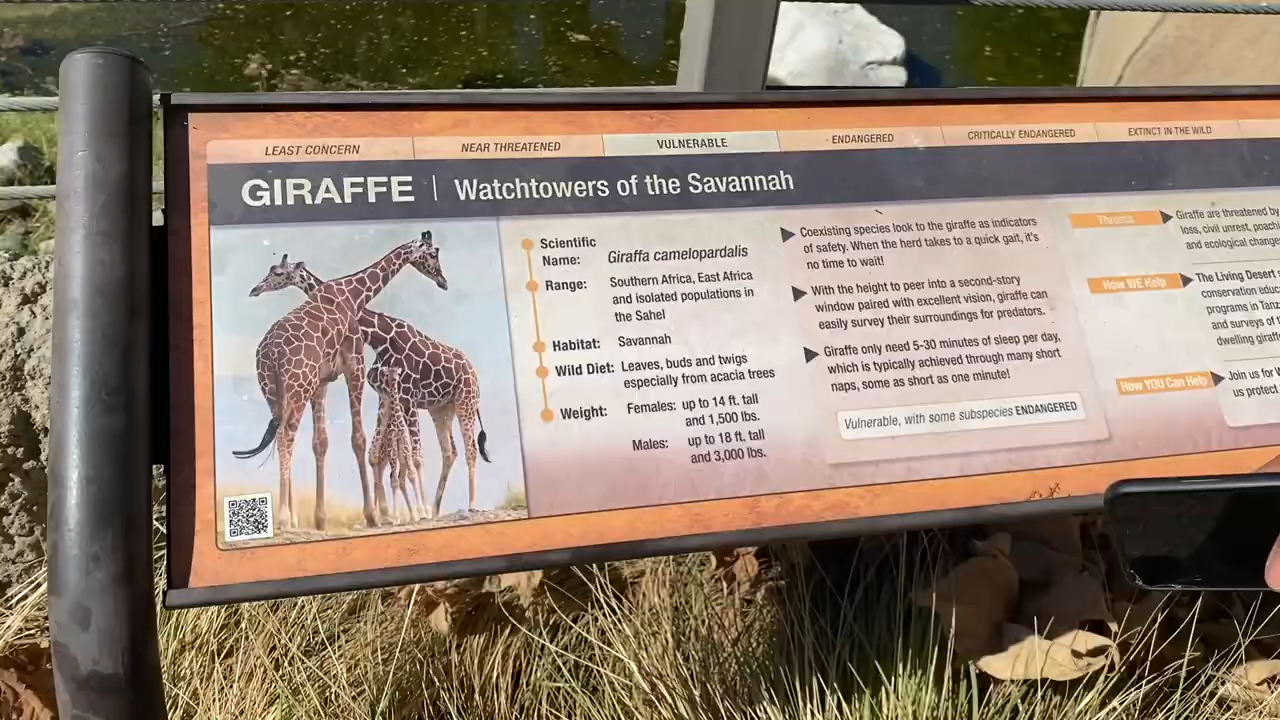 LEAST CONCERN
NEAR THREATENED
VULNERABLE
ENDANGERED
CRITICALLY ENDANGERED
EXTINCT IN THE WILD
GIRAFFE | Watchtowers of the Savannah
Scientific
Name: Giraffa camelopardalis
Range: Southern Africa, East Africa
and isolated populations in
the Sahel
Habitat: Savannah
Wild Diet: Leaves, buds and twigs
especially from acacia trees
Weight: Females: up to 14 ft. tall
and 1,500 lbs.
Males: up to 18 ft. tall
and 3,000 lbs.
Coexisting species look to the giraffe as indicators
of safety. When the herd takes to a quick gait, it's
no time to wait!
With the height to peer into a second-story
window paired with excellent vision, giraffe can
easily survey their surroundings for predators.
Giraffe only need 5-30 minutes of sleep per day,
which is typically achieved through many short
naps, some as short as one minute!
Vulnerable, with some subspecies ENDANGERED
Threats
Giraffe are threatened by
loss, civil unrest, poachi
and ecological change
How WE Help
The Living Desert
conservation educ
programs in Tanz
and surveys of
dwelling giraff
How YOU Can Help
Join us for
us protect